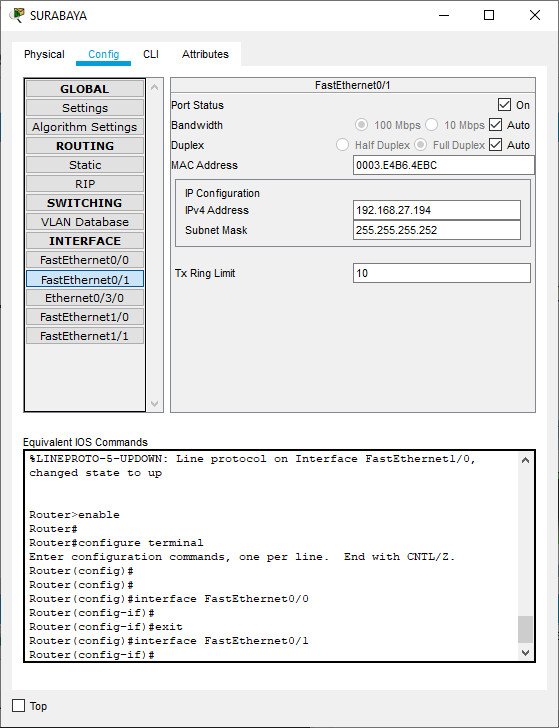 SURABAYA
Physical Config CLI Attributes
GLOBAL
Settings
Algorithm Settings
ROUTING
Static
RIP
SWITCHING
VLAN Database
INTERFACE
FastEthernet0/0
FastEthernet0/1
Ethernet0/3/0
FastEthernet1/0
FastEthernet1/1
FastEthernet0/1
Port Status On
Bandwidth 100 Mbps 10 Mbps Auto
Duplex Half Duplex Full Duplex Auto
MAC Address 0003.E4B6.4EBC
IP Configuration
IPv4 Address 192.168.27.194
Subnet Mask 255.255.255.252
Tx Ring Limit 10
Equivalent IOS Commands
%LINEPROTO-5-UPDOWN: Line protocol on Interface FastEthernet1/0,
changed state to up
Router>enable
Router#
Router#configure terminal
Enter configuration commands, one per line. End with CNTL/Z.
Router(config)#
Router(config)#
Router(config)#interface FastEthernet0/0
Router(config-if)#
Router(config-if)#exit
Router(config)#interface FastEthernet0/1
Router(config-if)#
Top